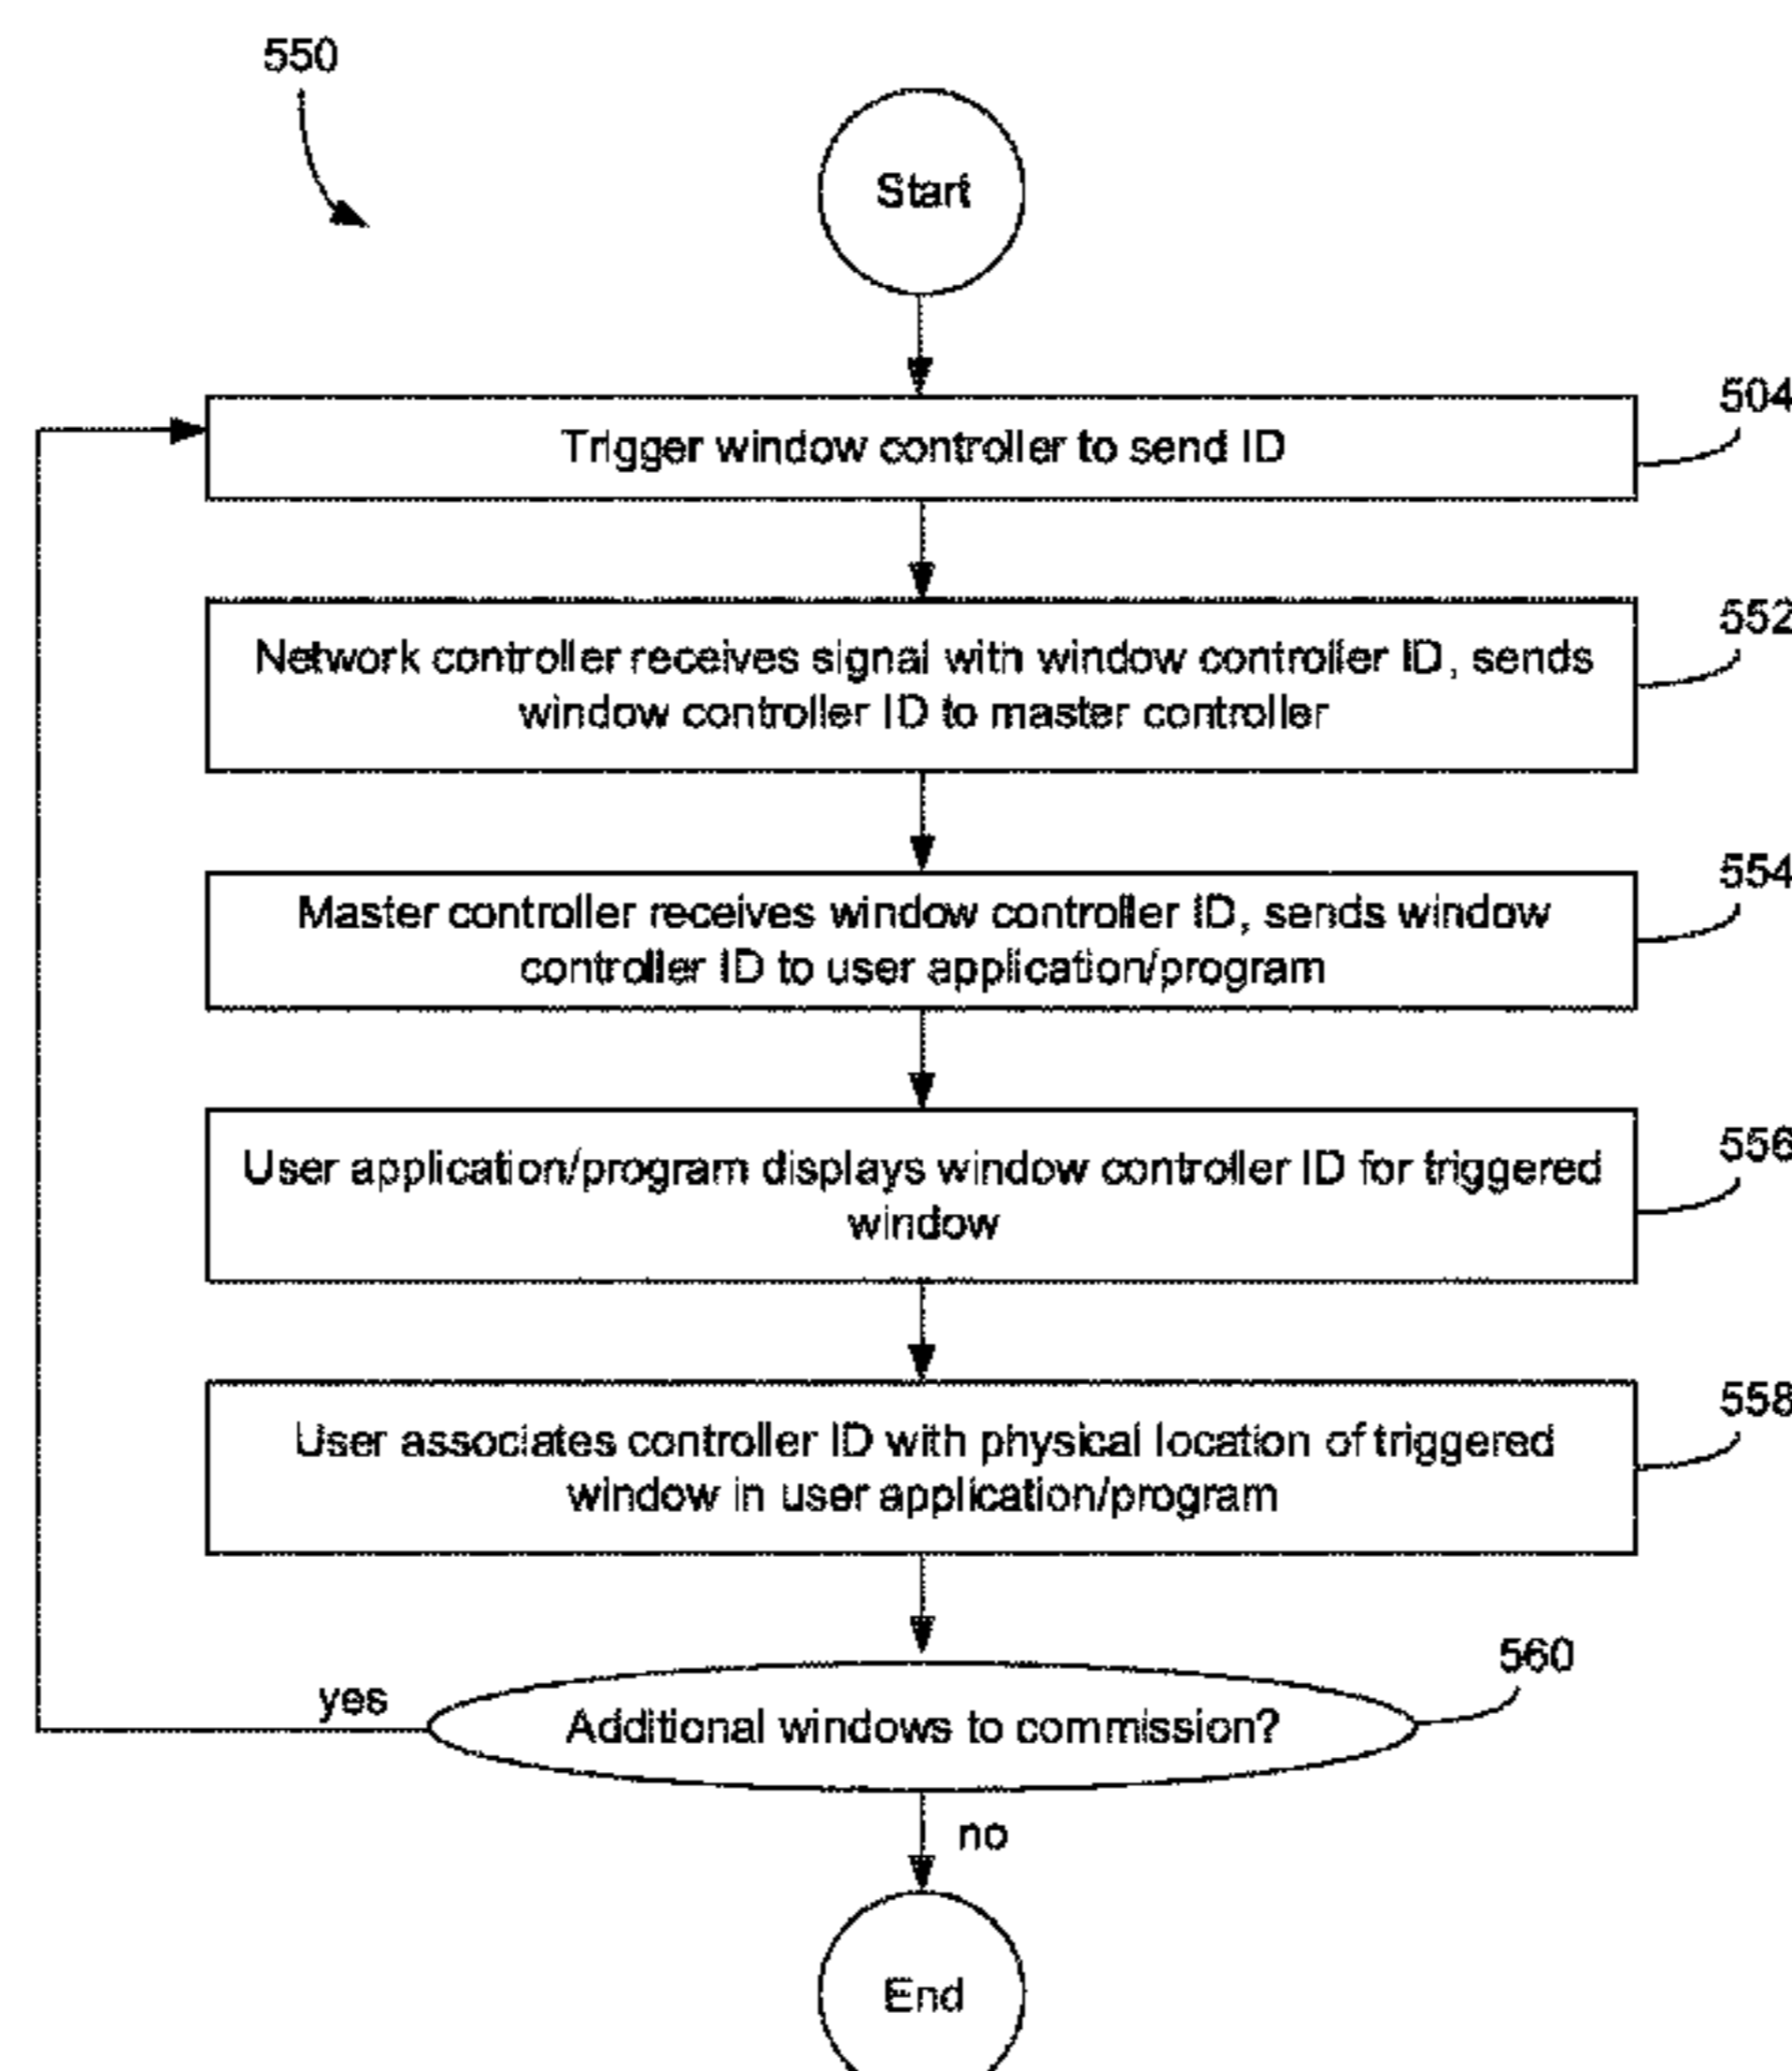 550
Start
504
Trigger window controller to send ID
552
Network controller receives signal with window controller ID, sends
window controller ID to master controller
554
Master controller receives window controller ID, sends window
controller ID to user application/program
556
User application/program displays window controller ID for triggered
window
558
User associates controller ID with physical location of triggered
window in user application/program
560
yes
Additional windows to commission?
no
End